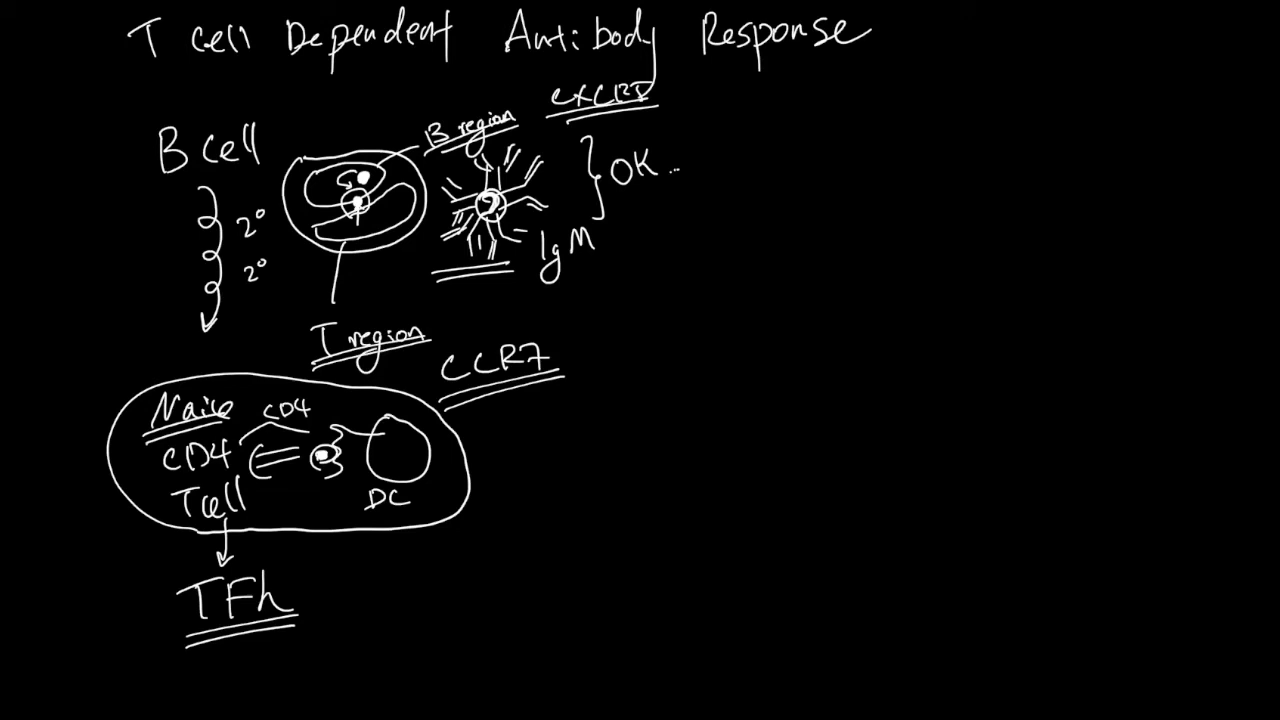 T cell Dependent Antibody Response
CXCR5
B region
B cell
OK...
2°
IgM
2°
T region
CCR7
Naive
CD4
CD4
T cell
DC
TFh